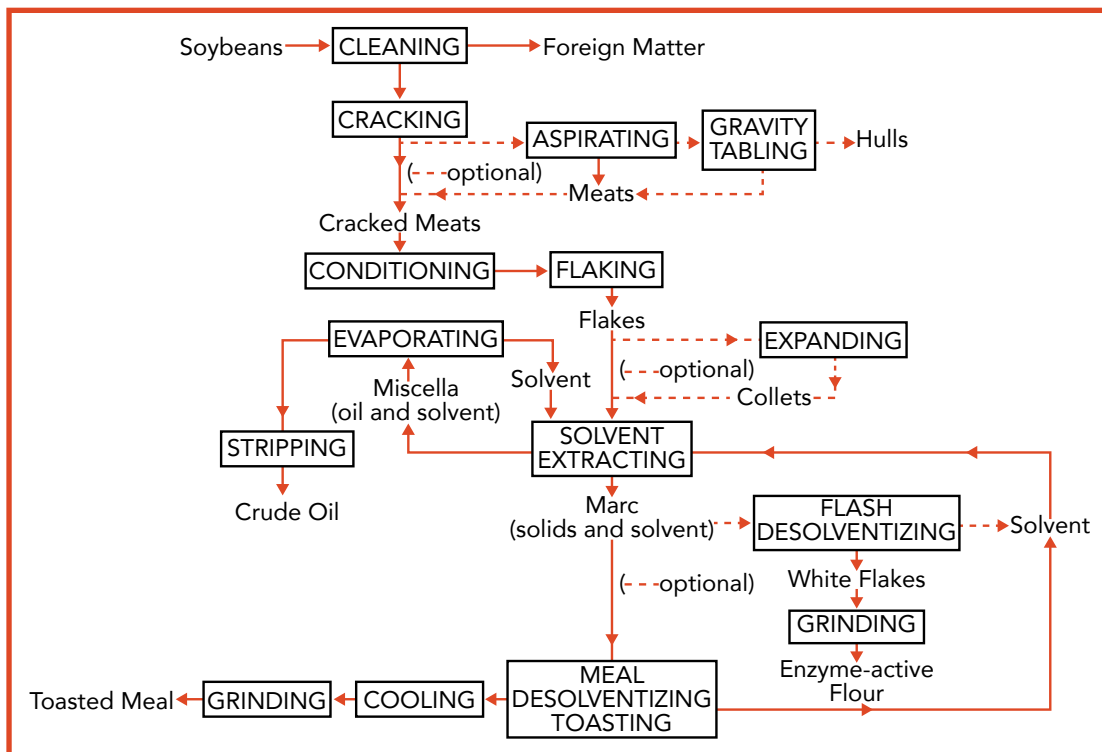 Soybeans
CLEANING
Foreign Matter
CRACKING
ASPIRATING
GRAVITY
TABLING
Hulls
(---optional)
Meats
Cracked Meats
CONDITIONING
FLAKING
Flakes
EVAPORATING
EXPANDING
Miscella
(oil and solvent)
Solvent
(---optional)
Collets
STRIPPING
SOLVENT
EXTRACTING
Crude Oil
Marc
(solids and solvent)
FLASH
DESOLVENTIZING
Solvent
White Flakes
(---optional)
GRINDING
Enzyme-active
Flour
MEAL
DESOLVENTIZING
TOASTING
COOLING
GRINDING
Toasted Meal